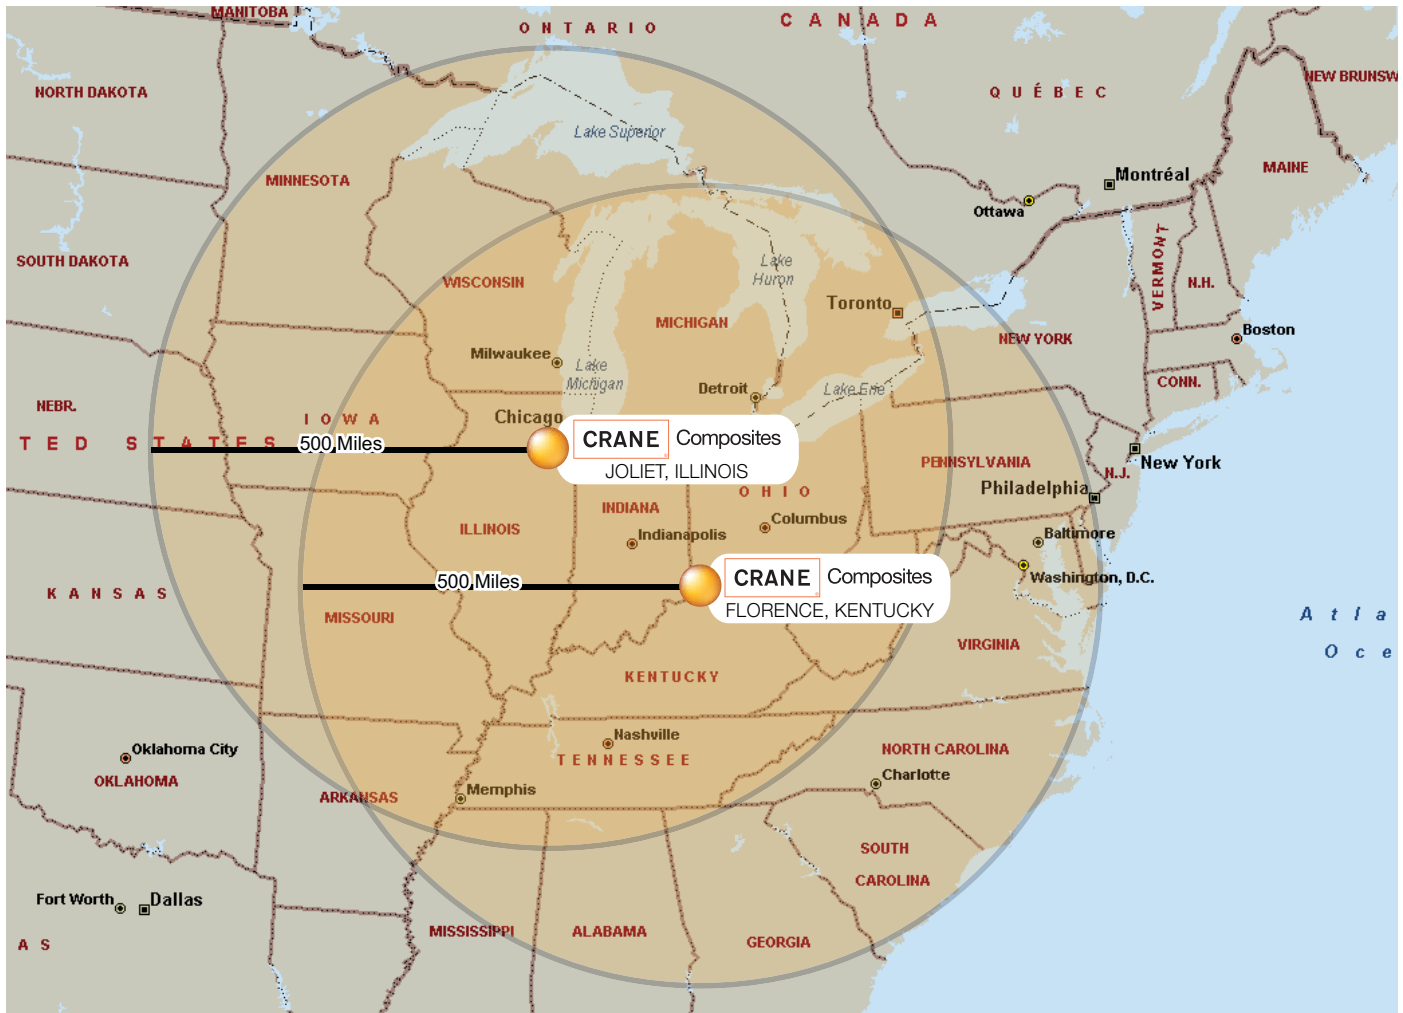 MANITOBA
ONTARIO
CANADA
NORTH DAKOTA
QUÉBEC
NEW BRUNSW
Lake Superior
MINNESOTA
Montréal
MAINE
Ottawa
SOUTH DAKOTA
WISCONSIN
Lake
Huron
VERMONT
N.H.
Toronto
MICHIGAN
NEW YORK
Boston
Milwaukee
Lake
Michigan
Detroit
Lake Erie
CONN.
NEBR.
IOWA
Chicago
TED STATES
500 Miles
CRANE Composites
JOLIET, ILLINOIS
PENNSYLVANIA
N.J.
New York
OHIO
Philadelphia
INDIANA
ILLINOIS
Indianapolis
Columbus
Baltimore
Washington, D.C.
KANSAS
500 Miles
CRANE Composites
FLORENCE, KENTUCKY
MISSOURI
Atla
Oce
VIRGINIA
KENTUCKY
Nashville
TENNESSEE
NORTH CAROLINA
Oklahoma City
OKLAHOMA
Charlotte
ARKANSAS
Memphis
SOUTH
CAROLINA
Fort Worth
Dallas
AS
MISSISSIPPI
ALABAMA
GEORGIA